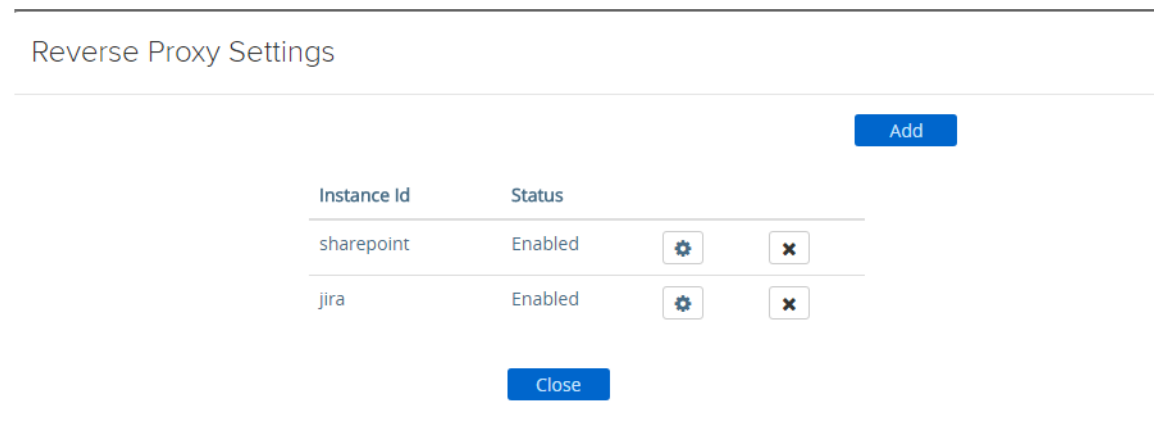 Reverse Proxy Settings
Add
Instance Id Status
sharepoint Enabled
jira Enabled
Close